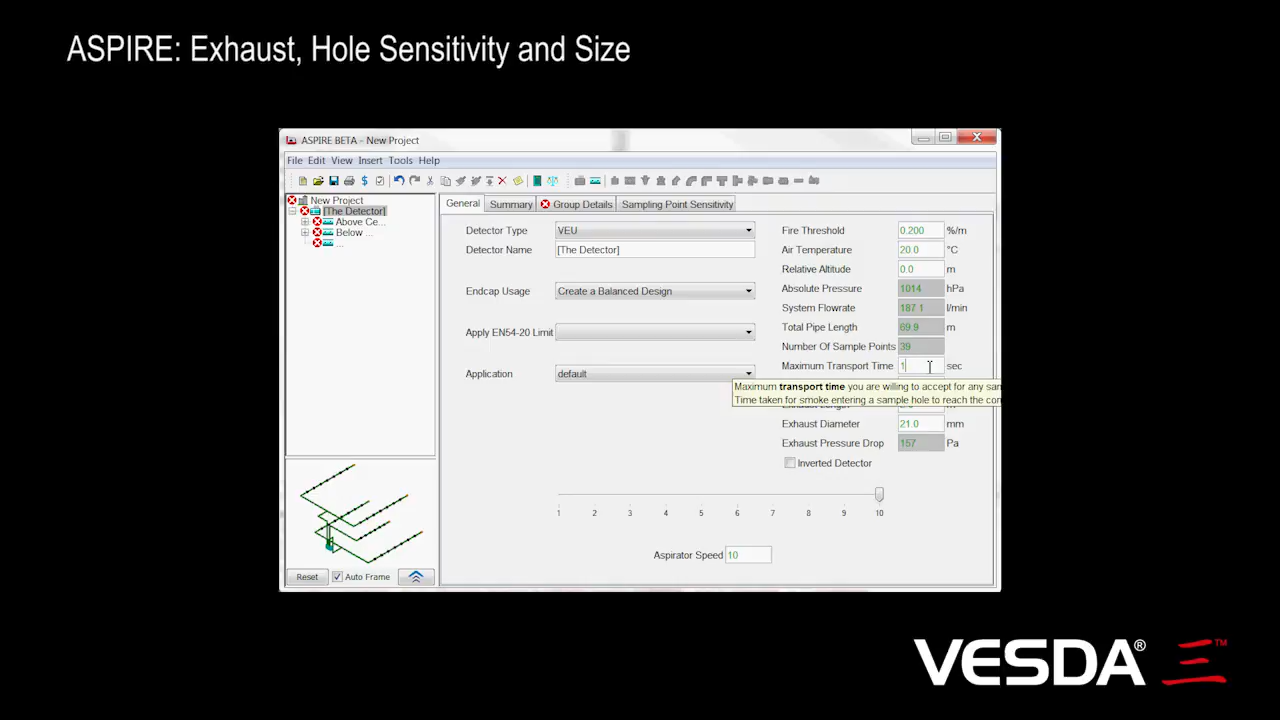 ASPIRE: Exhaust, Hole Sensitivity and Size
ASPIRE BETA - New Project
File Edit View Insert Tools Help
New Project
[The Detector]
Above Ce...
Below ...
...
General Summary Group Details Sampling Point Sensitivity
Detector Type VEU
Detector Name [The Detector]
Endcap Usage Create a Balanced Design
Apply EN54-20 Limit
Application default
Fire Threshold 0.200 %/m
Air Temperature 20.0 °C
Relative Altitude 0.0 m
Absolute Pressure 1014 hPa
System Flowrate 187.1 l/min
Total Pipe Length 69.9 m
Number Of Sample Points 39
Maximum Transport Time 1 sec
Maximum transport time you are willing to accept for any
Time taken for smoke entering a sample hole to reach the
Exhaust Diameter 21.0 mm
Exhaust Pressure Drop 157 Pa
Inverted Detector
1 2 3 4 5 6 7 8 9 10
Aspirator Speed 10
Reset Auto Frame
VESDA® ™